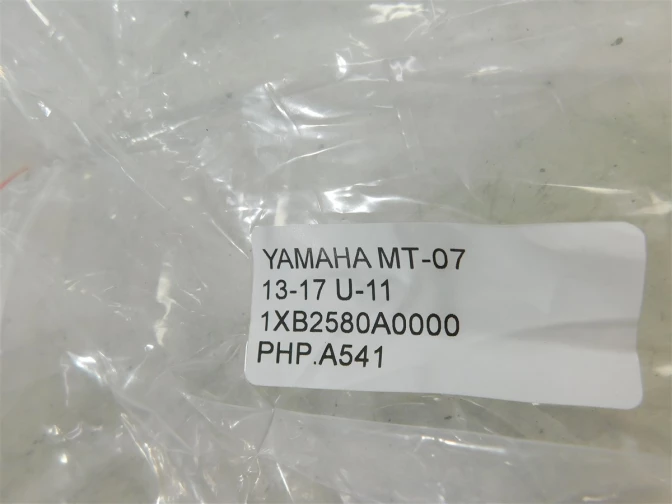 YAMAHA MT-07
13-17 U-11
1XB2580A0000
PHP.A541